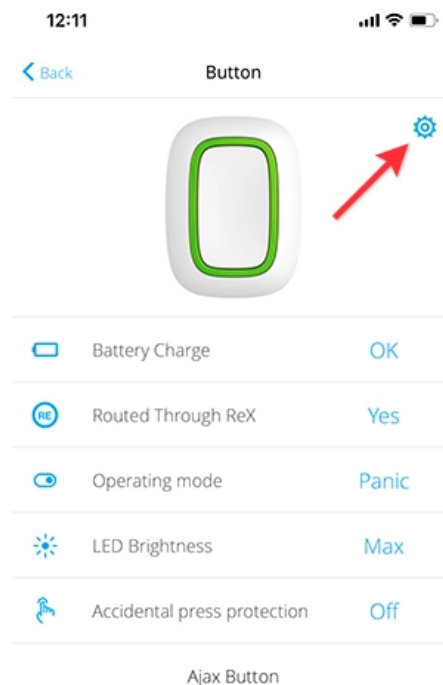 12:11
Back
Button
Battery Charge OK
RE Routed Through ReX Yes
Operating mode Panic
LED Brightness Max
Accidental press protection Off
Ajax Button